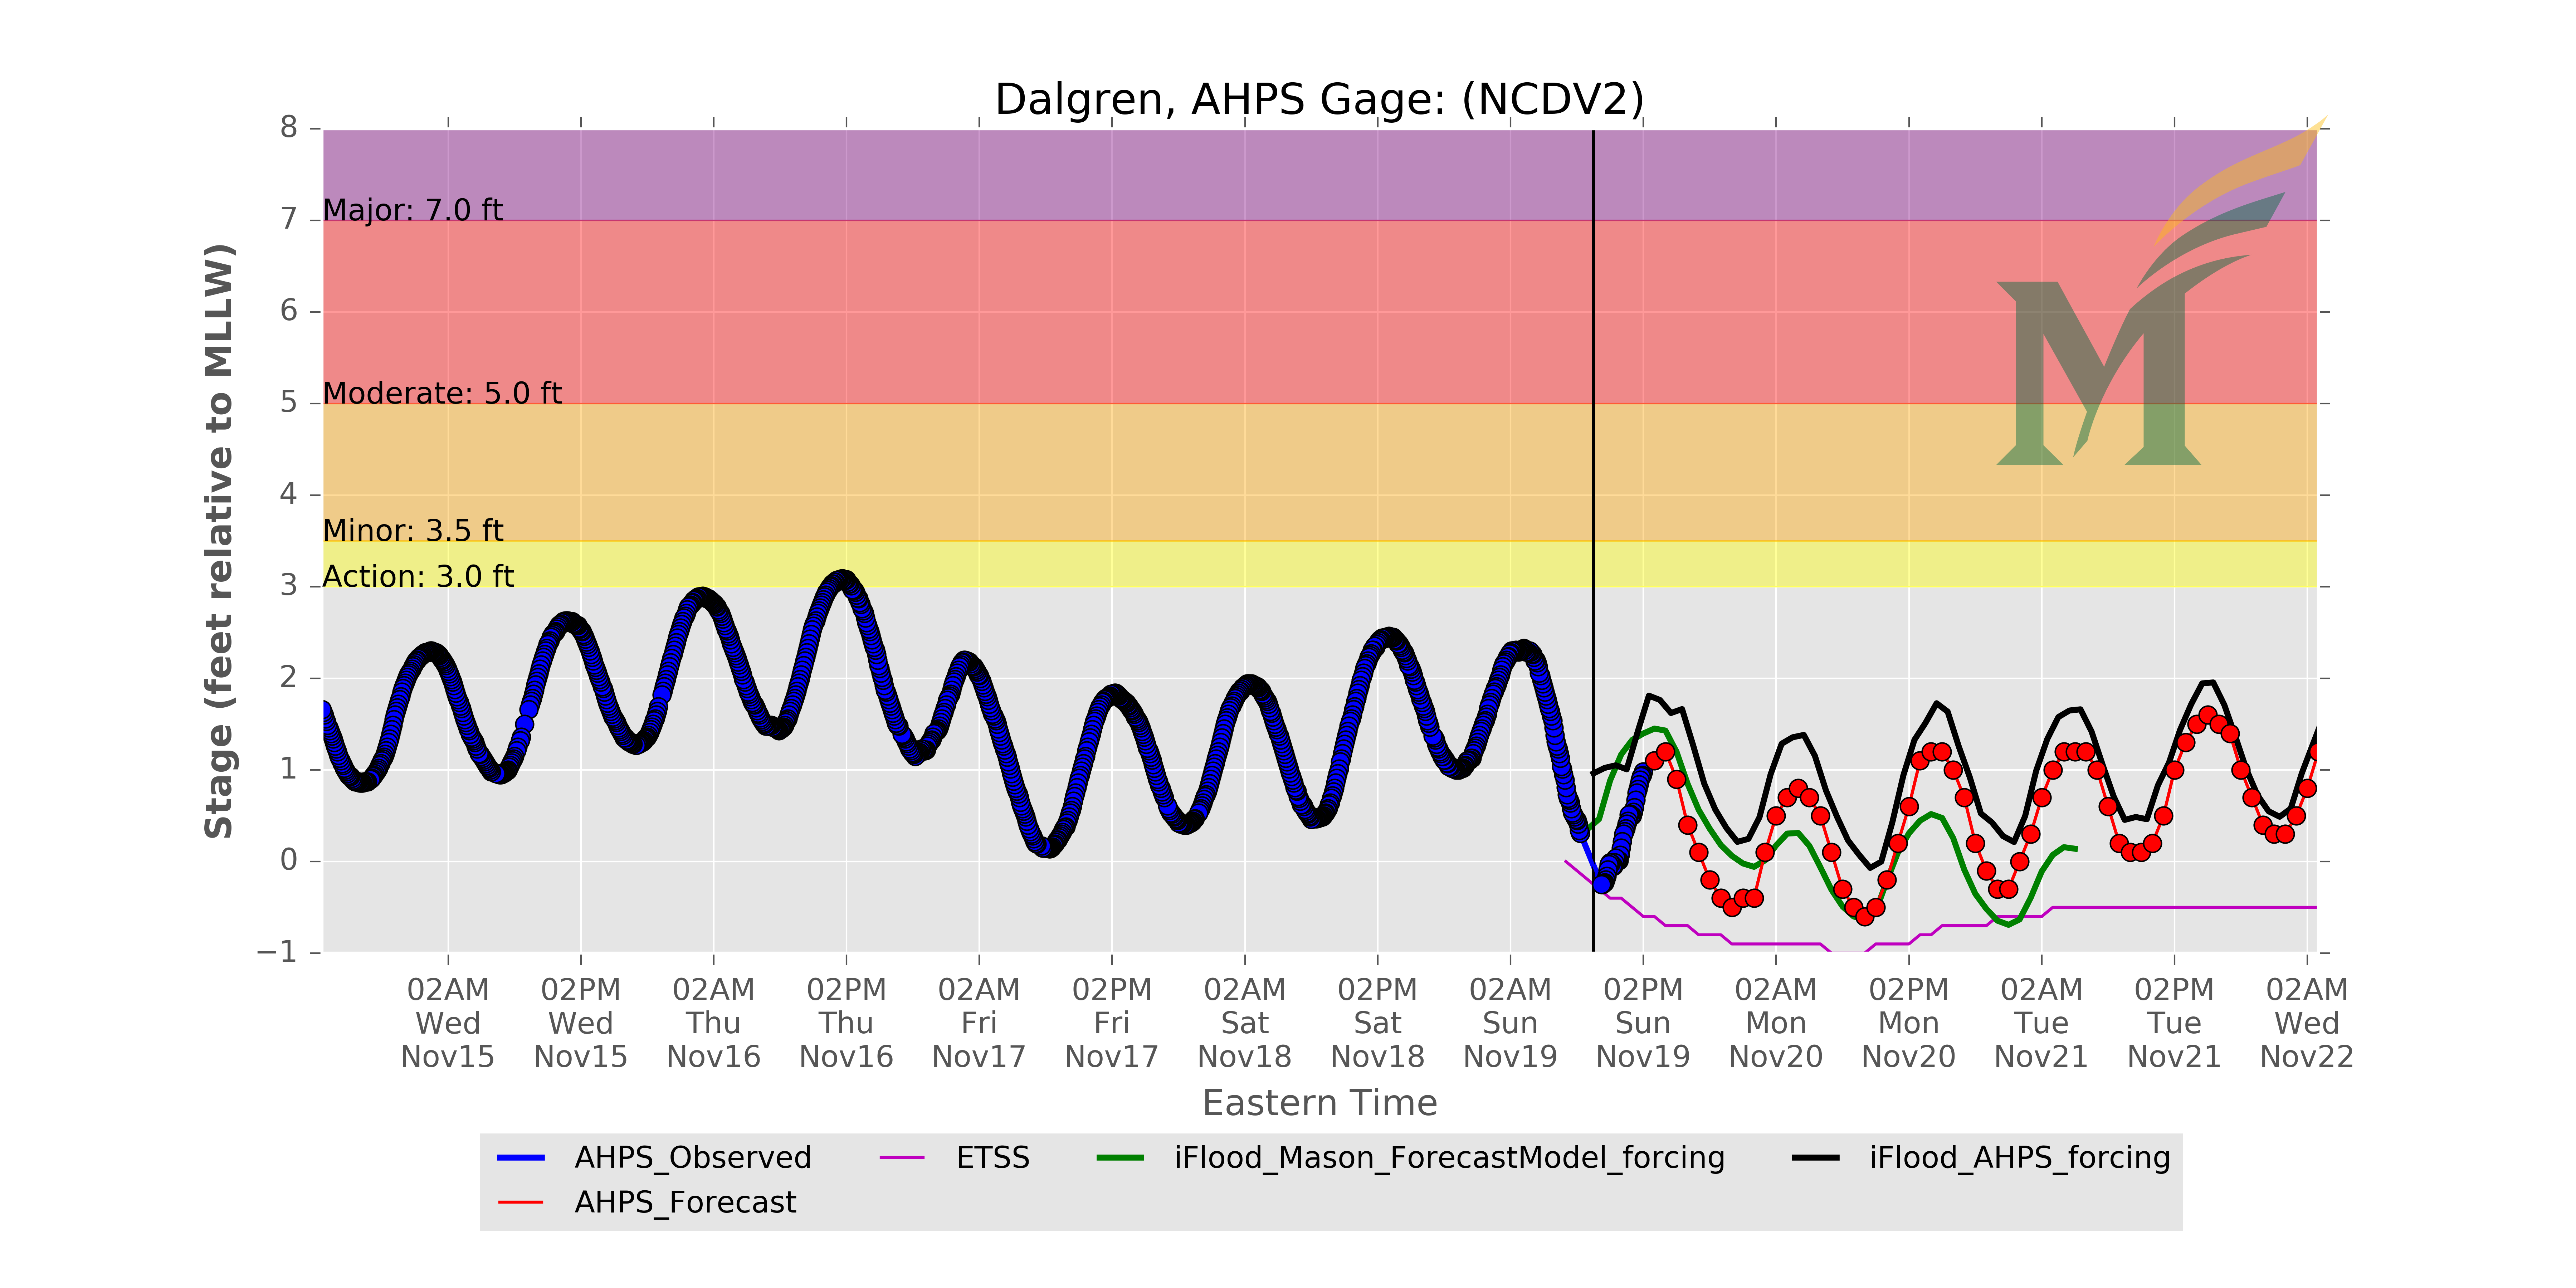 Dalgren, AHPS Gage: (NCDV2)
8
7
6
5
4
3
2
1
0
−1
Stage (feet relative to MLLW)
Major: 7.0 ft
Moderate: 5.0 ft
Minor: 3.5 ft
Action: 3.0 ft
M
02AM 02PM 02AM 02PM 02AM 02PM 02AM 02PM 02AM 02PM 02AM 02PM 02AM 02PM 02AM
Wed Wed Thu Thu Fri Fri Sat Sat Sun Sun Mon Mon Tue Tue Wed
Nov15 Nov15 Nov16 Nov16 Nov17 Nov17 Nov18 Nov18 Nov19 Nov19 Nov20 Nov20 Nov21 Nov21 Nov22
Eastern Time
AHPS_Observed ETSS iFlood_Mason_ForecastModel_forcing iFlood_AHPS_forcing
AHPS_Forecast